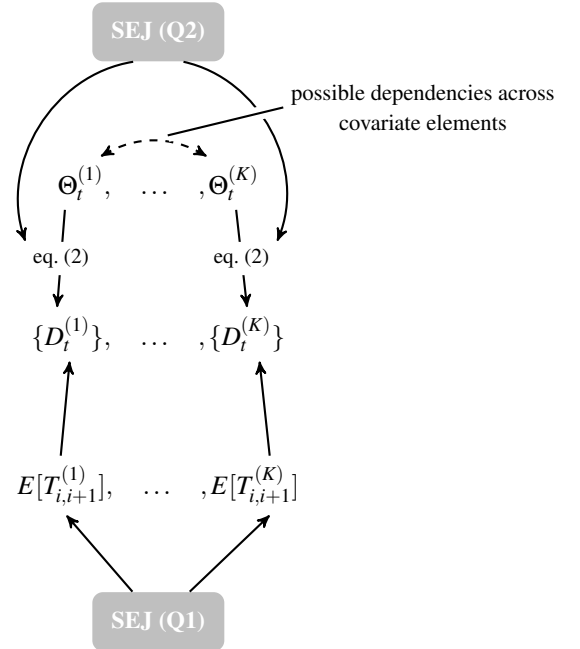 SEJ (Q2)
possible dependencies across
covariate elements
Θ_t^{(1)}, … , Θ_t^{(K)}
eq. (2) eq. (2)
{D_t^{(1)}}, … , {D_t^{(K)}}
E[T_{i,i+1}^{(1)}], … , E[T_{i,i+1}^{(K)}]
SEJ (Q1)